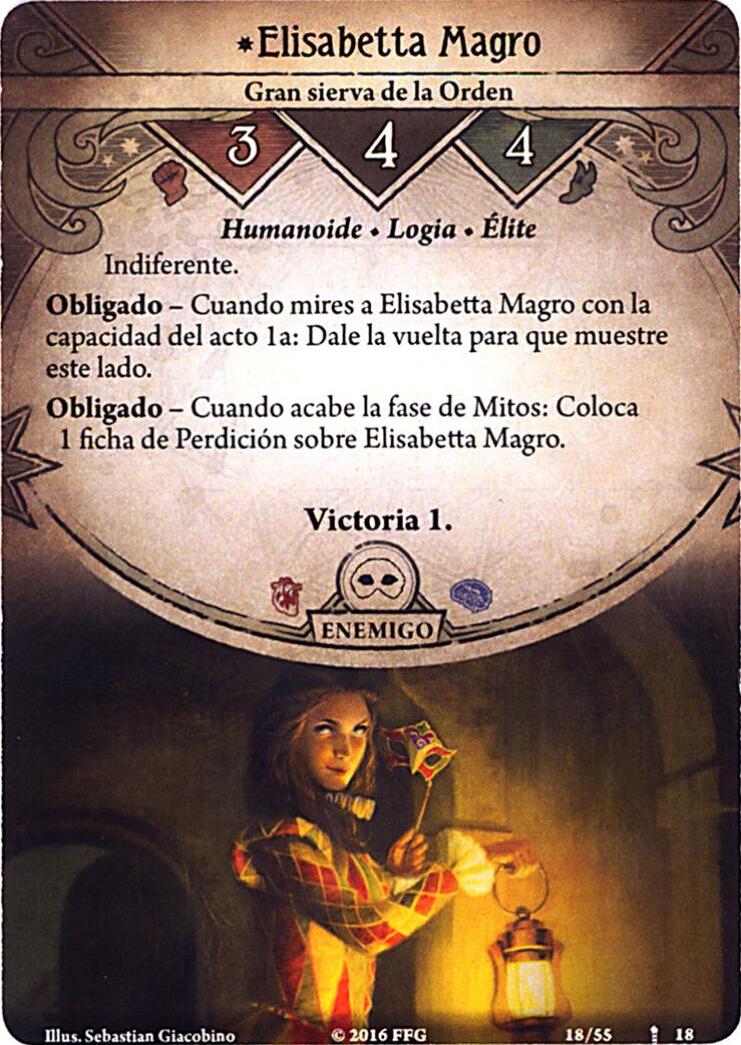 Elisabetta Magro
Gran sierva de la Orden
3 4 4
Humanoide • Logia • Élite
Indiferente.
Obligado – Cuando mires a Elisabetta Magro con la
capacidad del acto 1a: Dale la vuelta para que muestre
este lado.
Obligado – Cuando acabe la fase de Mitos: Coloca
1 ficha de Perdición sobre Elisabetta Magro.
Victoria 1.
ENEMIGO
Illus. Sebastian Giacobino © 2016 FFG 18/55 18